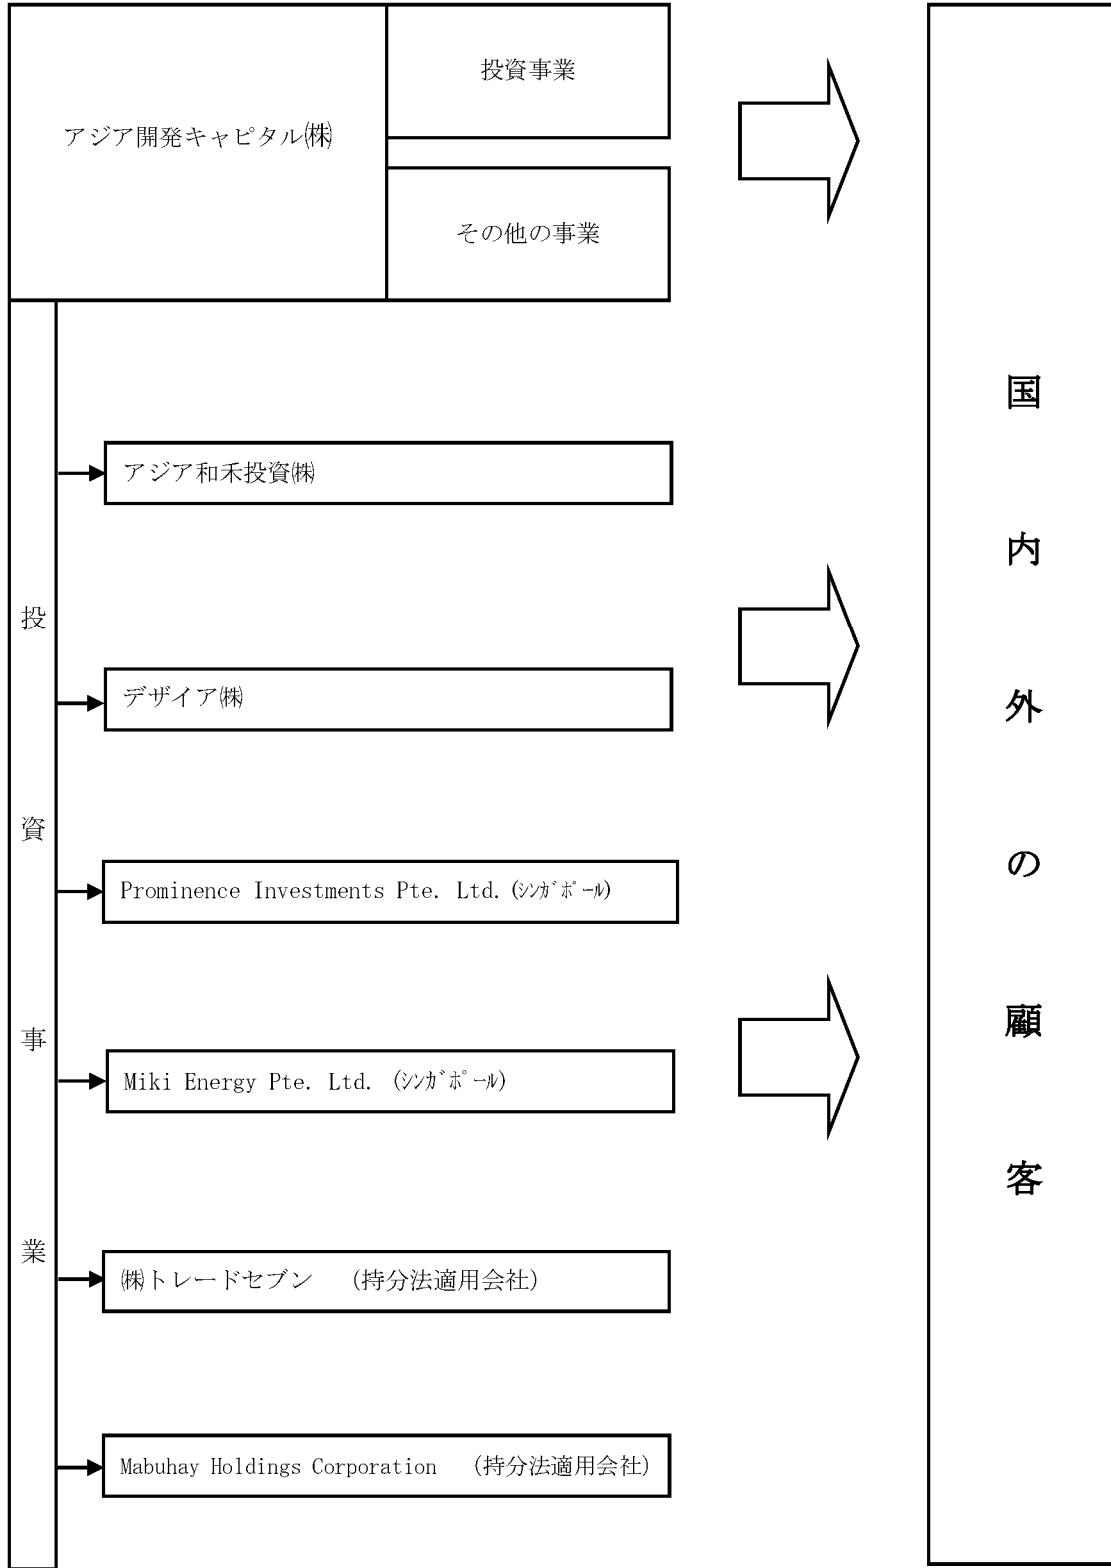 アジア開発キャピタル㈱
投資事業
その他の事業
投資事業
アジア和禾投資㈱
デザイア㈱
Prominence Investments Pte. Ltd.(ｼﾝｶﾞﾎﾟｰﾙ)
Miki Energy Pte. Ltd. (ｼﾝｶﾞﾎﾟｰﾙ)
㈱トレードセブン　（持分法適用会社）
Mabuhay Holdings Corporation　（持分法適用会社）
国内外の顧客